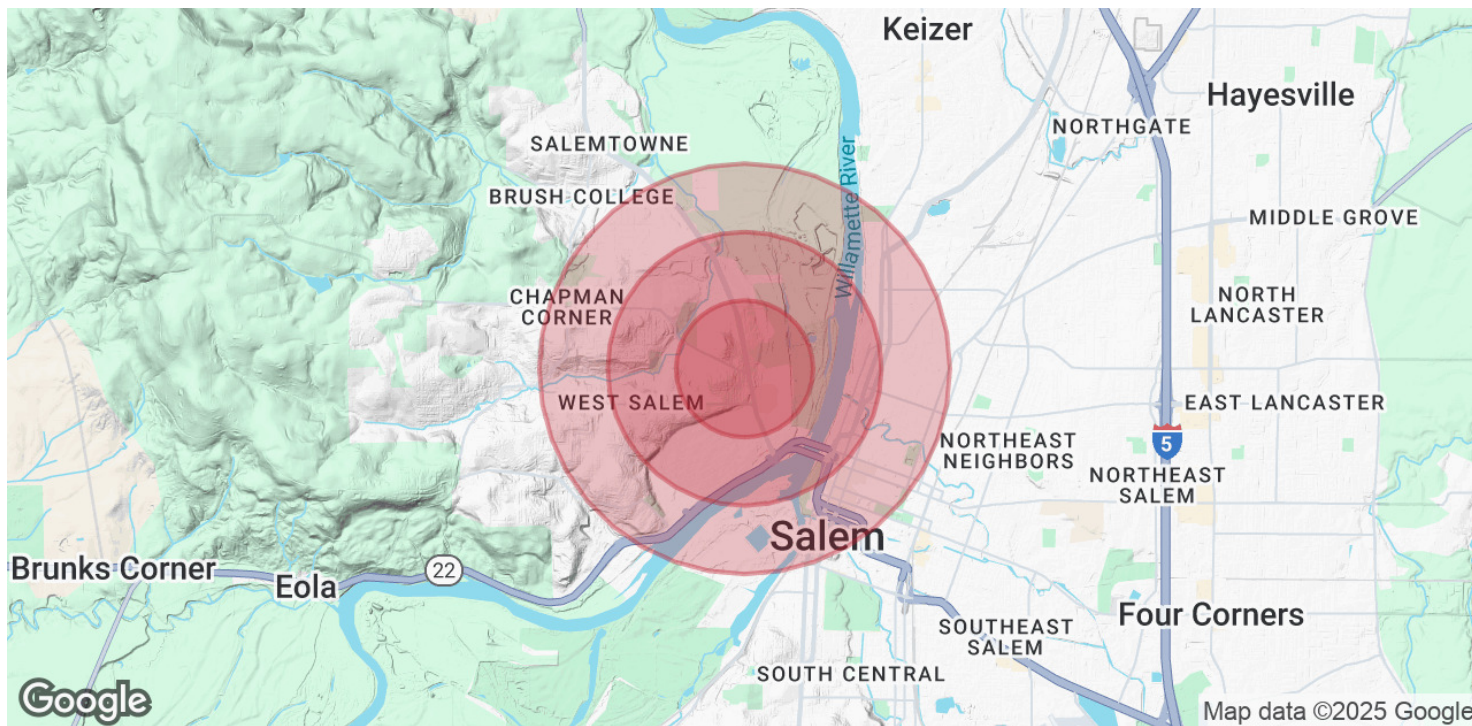 Keizer
Hayesville
NORTHGATE
SALEMTOWNE
BRUSH COLLEGE
MIDDLE GROVE
Willamette River
CHAPMAN
CORNER
NORTH
LANCASTER
WEST SALEM
EAST LANCASTER
NORTHEAST
NEIGHBORS
5
NORTHEAST
SALEM
Salem
Brunks Corner
22
Eola
Four Corners
SOUTHEAST
SALEM
SOUTH CENTRAL
Google
Map data ©2025 Google